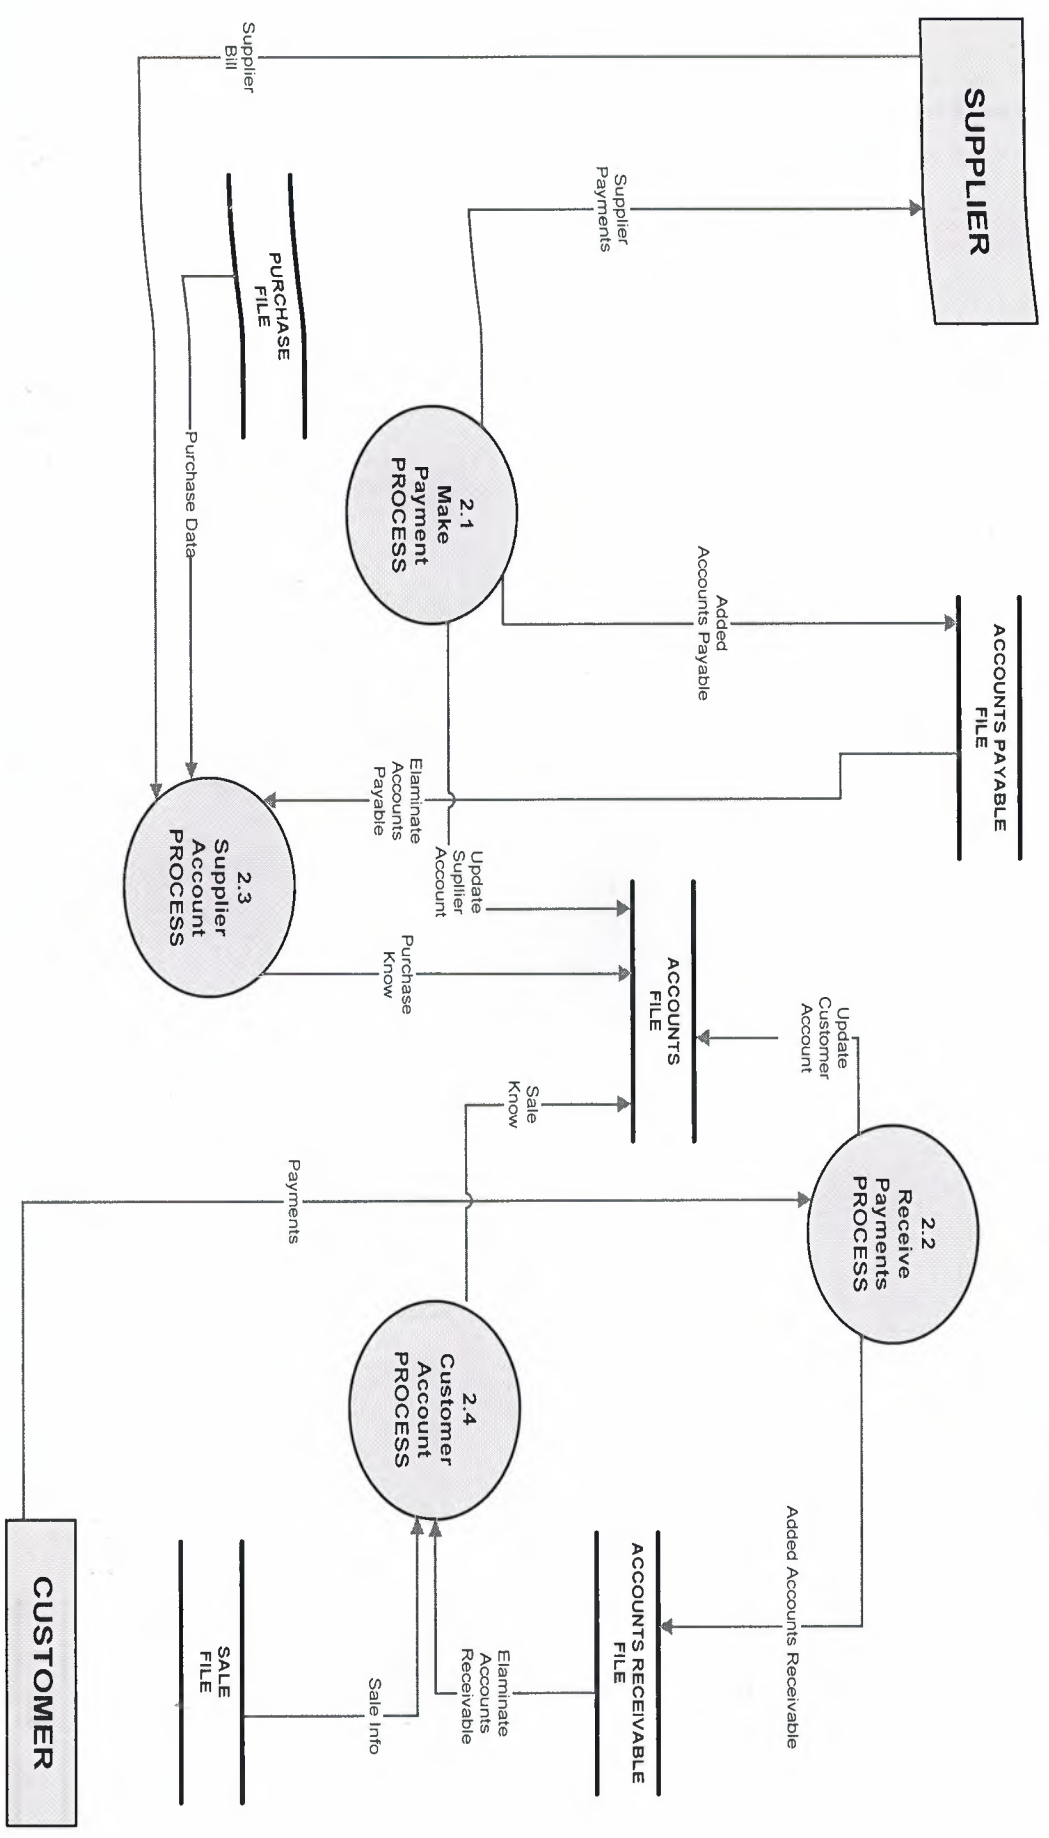 SUPPLIER
ACCOUNTS PAYABLE
FILE
Supplier
Payments
Added
Accounts Payable
Supplier
Bill
PURCHASE
FILE
2.1
Make
Payment
PROCESS
Purchase Data
Elaminate
Accounts
Payable
2.3
Supplier
Account
PROCESS
Update
Supllier
Account
Purchase
Know
ACCOUNTS
FILE
Update
Customer
Account
Sale
Know
2.2
Receive
Payments
PROCESS
Payments
2.4
Customer
Account
PROCESS
Added Accounts Receivable
ACCOUNTS RECEIVABLE
FILE
Elaminate
Accounts
Receivable
Sale Info
SALE
FILE
CUSTOMER